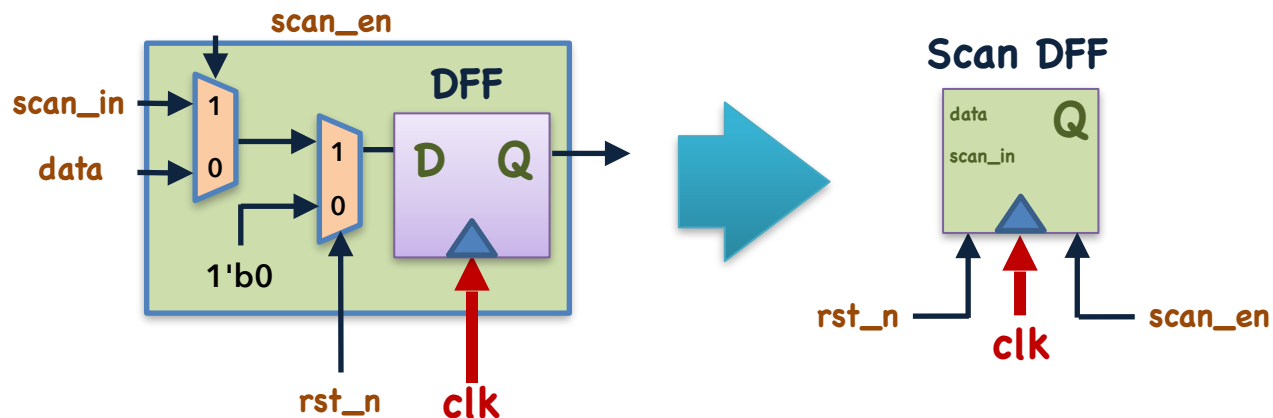 scan_en
scan_in
data
1
0
1
0
1'b0
DFF
D Q
rst_n
clk
Scan DFF
data
scan_in
Q
rst_n
clk
scan_en